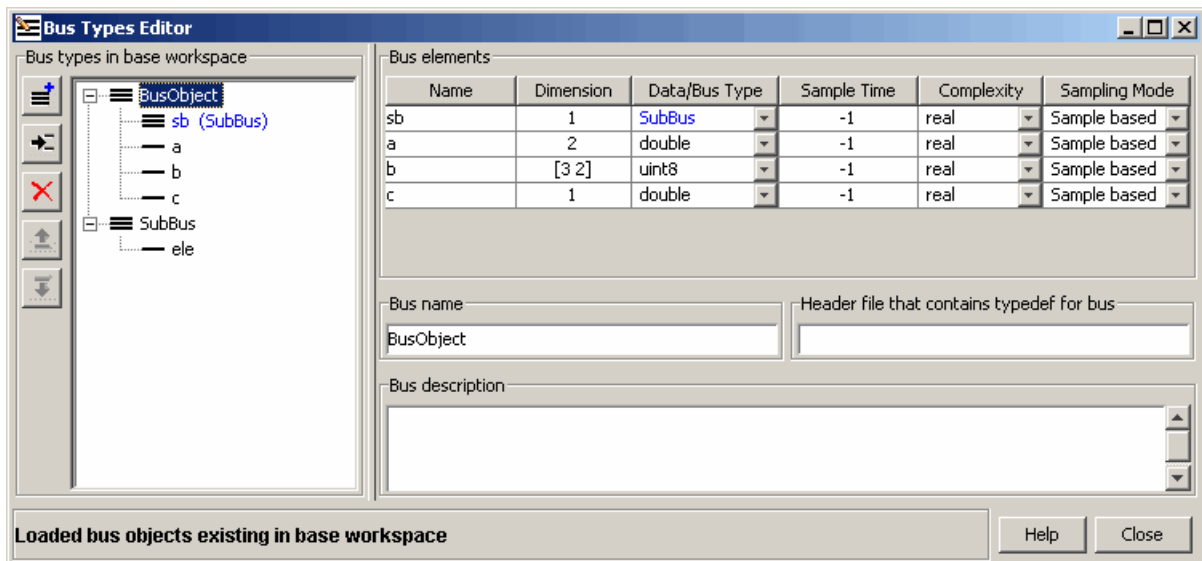 Bus Types Editor
Bus types in base workspace
BusObject
sb (SubBus)
a
b
c
SubBus
ele
Bus elements
Name Dimension Data/Bus Type Sample Time Complexity Sampling Mode
sb 1 SubBus -1 real Sample based
a 2 double -1 real Sample based
b [3 2] uint8 -1 real Sample based
c 1 double -1 real Sample based
Bus name
BusObject
Header file that contains typedef for bus
Bus description
Loaded bus objects existing in base workspace
Help Close